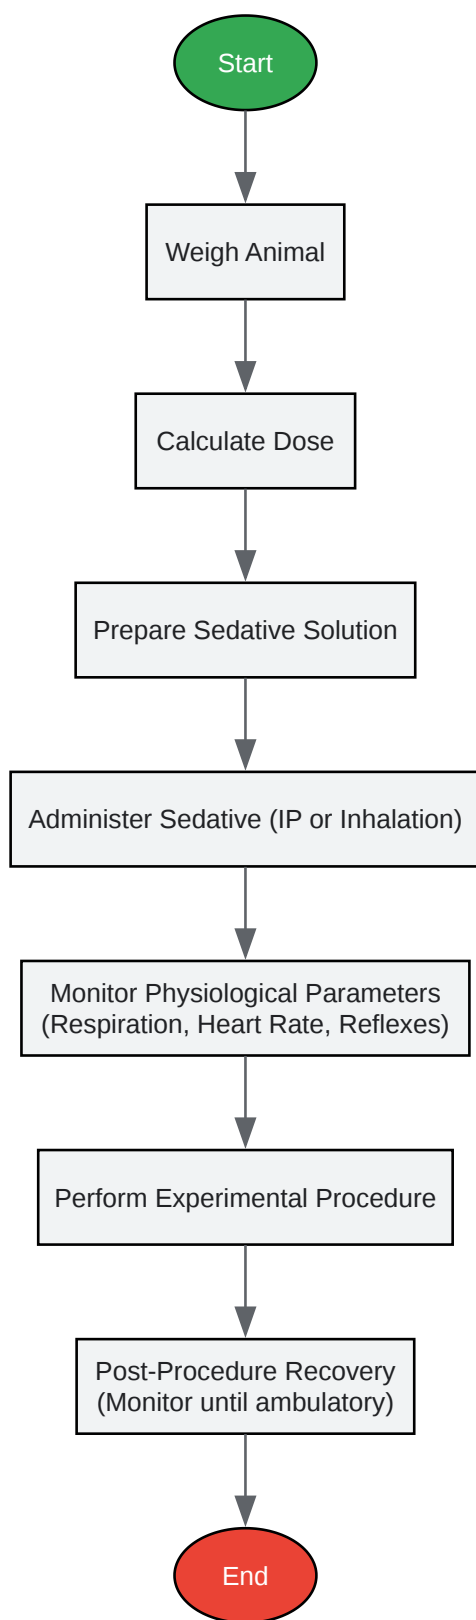 Start
Weigh Animal
Calculate Dose
Prepare Sedative Solution
Administer Sedative (IP or Inhalation)
Monitor Physiological Parameters
(Respiration, Heart Rate, Reflexes)
Perform Experimental Procedure
Post-Procedure Recovery
(Monitor until ambulatory)
End